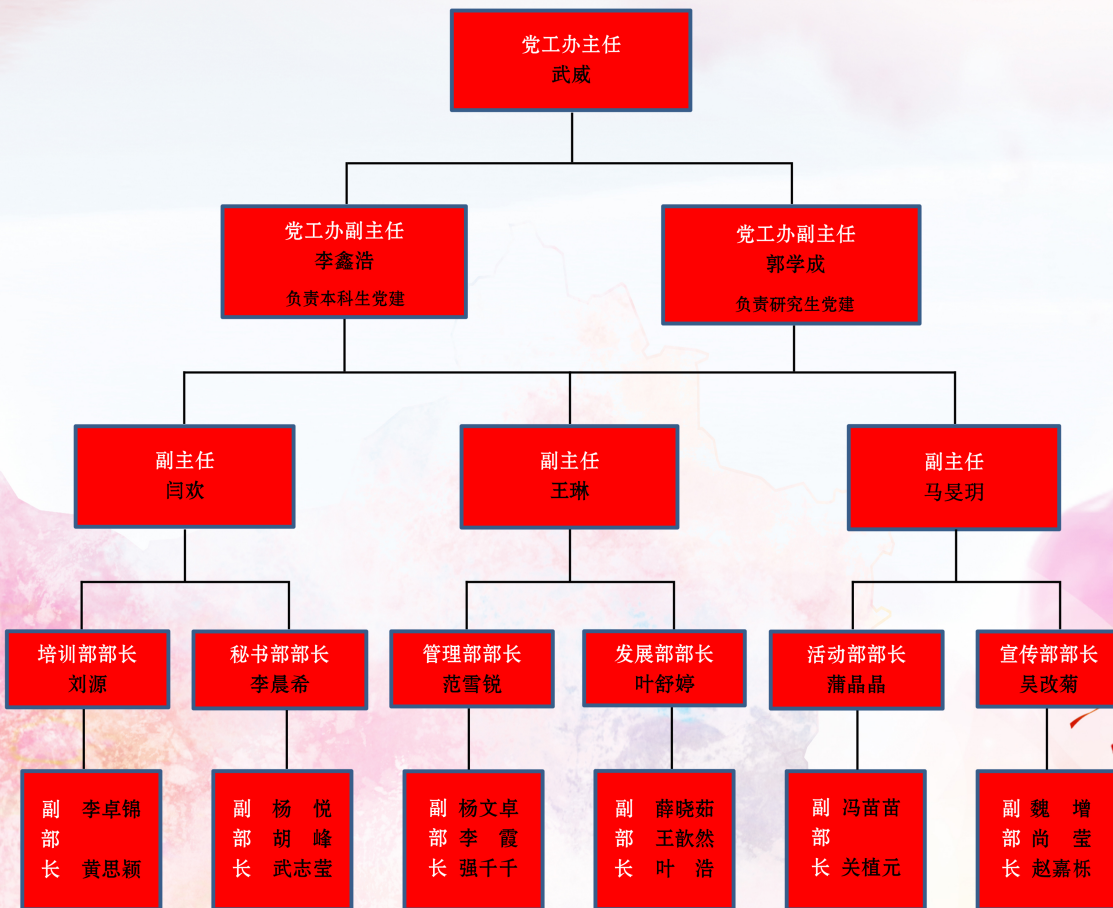 党工办主任
武威
党工办副主任
李鑫浩
负责本科生党建
党工办副主任
郭学成
负责研究生党建
副主任
闫欢
副主任
王琳
副主任
马旻玥
培训部部长
刘源
秘书部部长
李晨希
管理部部长
范雪锐
发展部部长
叶舒婷
活动部部长
蒲晶晶
宣传部部长
吴改菊
副 李卓锦
部
长 黄思颖
副 杨 悦
部 胡 峰
长 武志莹
副 杨文卓
部 李 霞
长 强千千
副 薛晓茹
部 王歆然
长 叶 浩
副 冯苗苗
部
长 关植元
副 魏 增
部 尚 莹
长 赵嘉栎